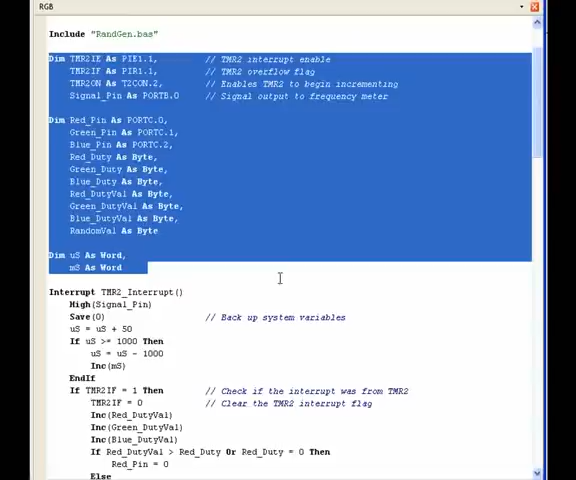 RGB
Include "RandGen.bas"
Dim TMR2IE As PIE1.1, // TMR2 interrupt enable
TMR2IF As PIR1.1, // TMR2 overflow flag
TMR2ON As T2CON.2, // Enables TMR2 to begin incrementing
Signal_Pin As PORTB.0 // Signal output to frequency meter
Dim Red_Pin As PORTC.0,
Green_Pin As PORTC.1,
Blue_Pin As PORTC.2,
Red_Duty As Byte,
Green_Duty As Byte,
Blue_Duty As Byte,
Red_DutyVal As Byte,
Green_DutyVal As Byte,
Blue_DutyVal As Byte,
RandomVal As Byte
Dim uS As Word,
mS As Word
Interrupt TMR2_Interrupt()
High(Signal_Pin)
Save(0) // Back up system variables
uS = uS + 50
If uS >= 1000 Then
uS = uS - 1000
Inc(mS)
EndIf
If TMR2IF = 1 Then // Check if the interrupt was from TMR2
TMR2IF = 0 // Clear the TMR2 interrupt flag
Inc(Red_DutyVal)
Inc(Green_DutyVal)
Inc(Blue_DutyVal)
If Red_DutyVal > Red_Duty Or Red_Duty = 0 Then
Red_Pin = 0
Else